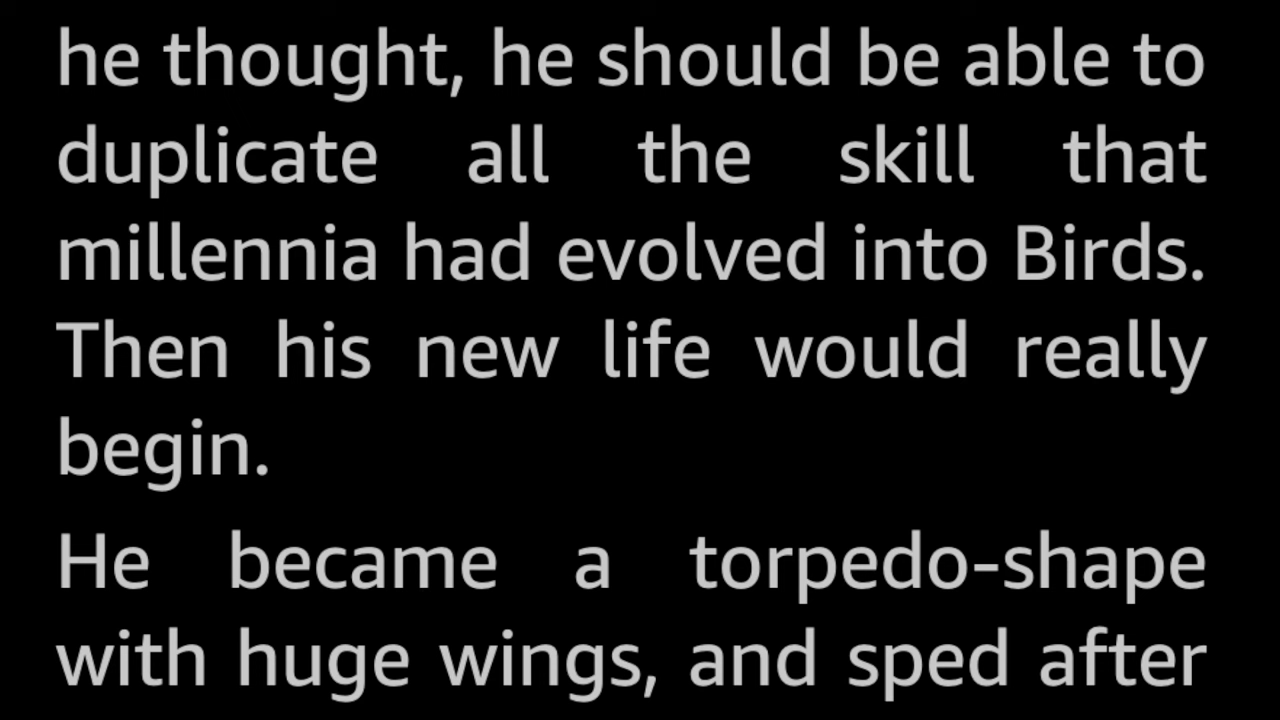 he thought, he should be able to
duplicate all the skill that
millennia had evolved into Birds.
Then his new life would really
begin.
He became a torpedo-shape
with huge wings, and sped after